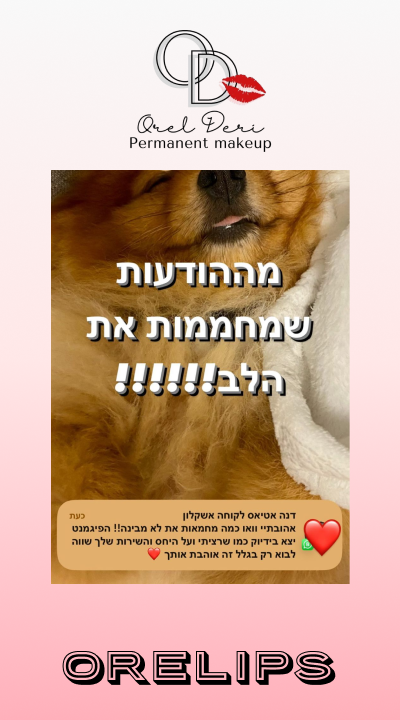 OD
Orel Deri
Permanent makeup
מההודעות
שמחממות את
הלב!!!!!!
דנה אטיאס לקוחה אשקלון
כעת
אהובתיי וואו כמה מחמאות את לא מבינה!! הפיגמנט
יצא בידיוק כמו שרציתי ועל היחס והשירות שלך שווה
לבוא רק בגלל זה אוהבת אותך ❤️
ORELIPS